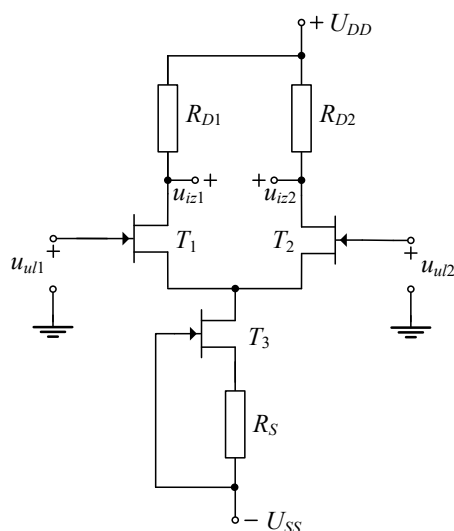 + U_DD
R_D1
R_D2
u_iz1 +
+ u_iz2
T_1
T_2
u_ul1 +
+ u_ul2
T_3
R_S
− U_SS